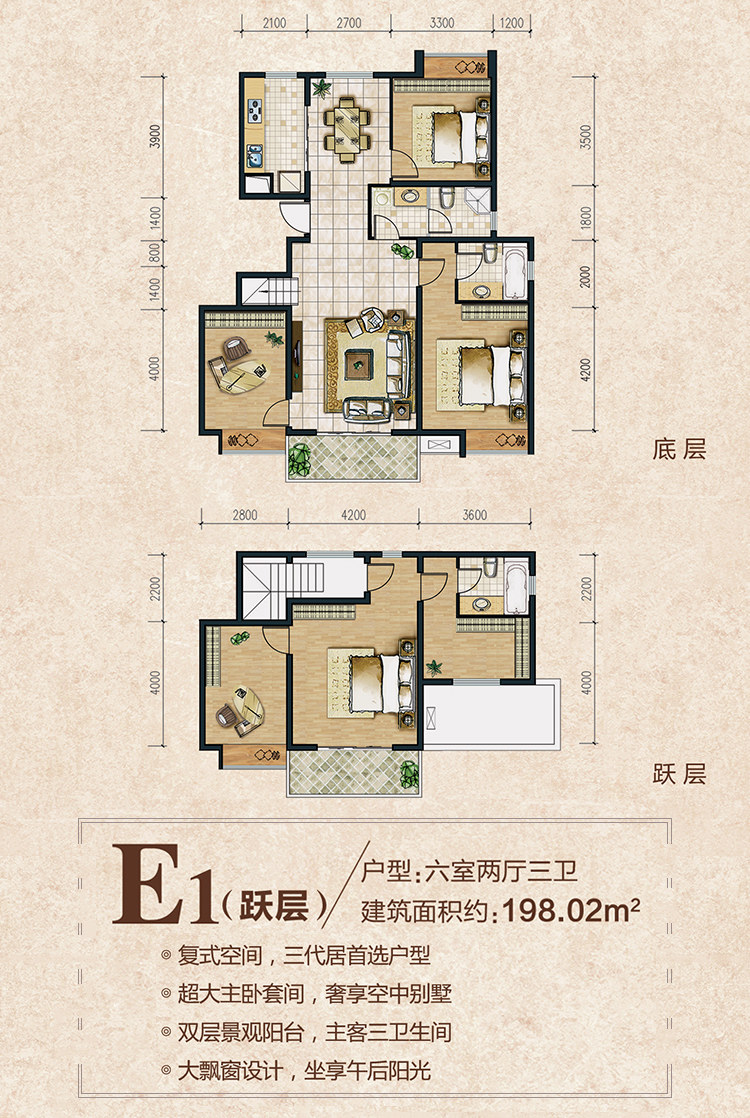 2100 2700 3300 1200
3900
1400
800
1400
4000
3500
1800
2000
4200
底层
2800 4200 3600
2200
4000
2200
4000
跃层
E1(跃层)
户型:六室两厅三卫
建筑面积约:198.02m²
◎ 复式空间，三代居首选户型
◎ 超大主卧套间，奢享空中别墅
◎ 双层景观阳台，主客三卫生间
◎ 大飘窗设计，坐享午后阳光